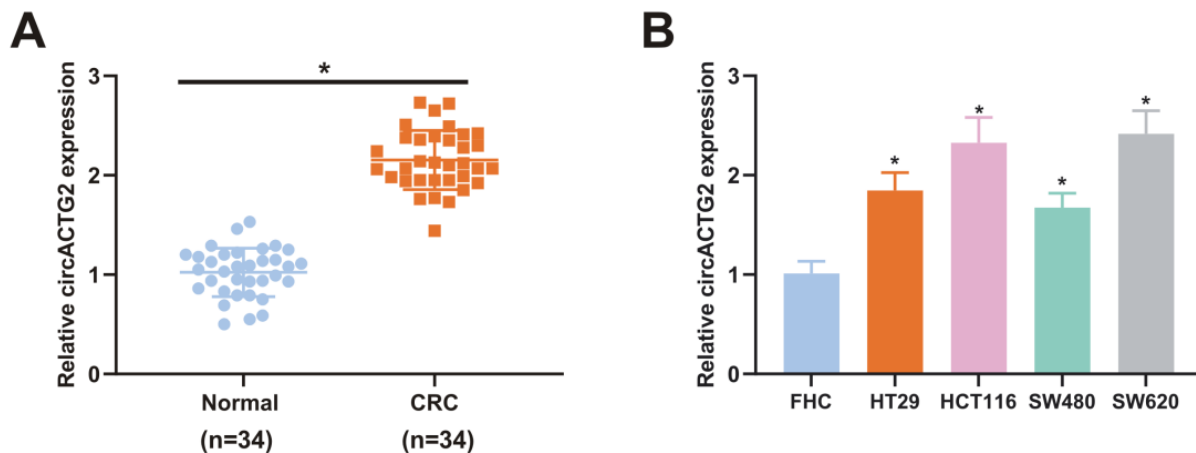 A
Relative circACTG2 expression
3
2
1
0
*
Normal
CRC
(n=34)
(n=34)
B
Relative circACTG2 expression
3
2
1
0
*
*
*
*
FHC
HT29
HCT116
SW480
SW620